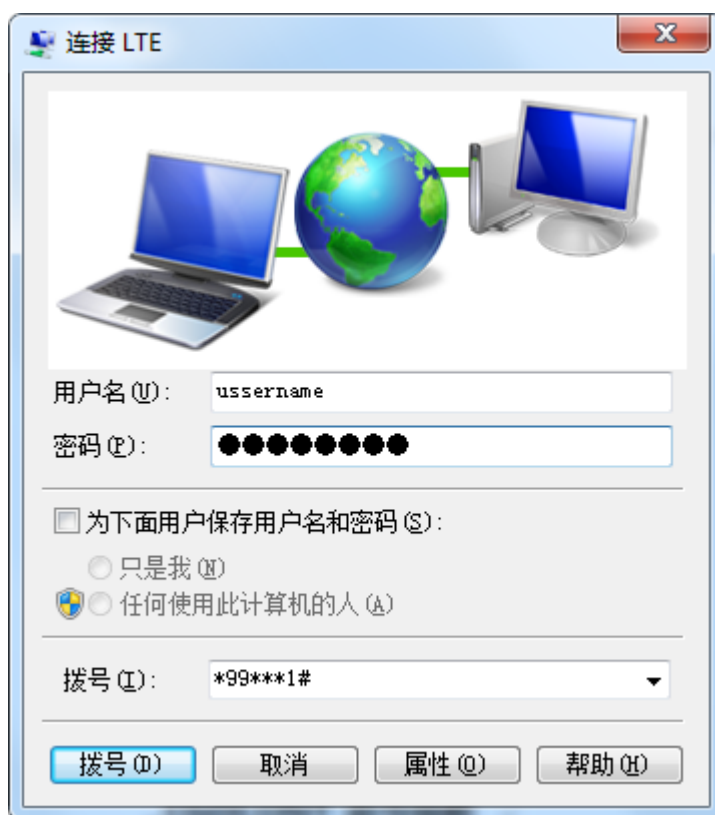 连接 LTE
用户名(U):
ussername
密码(P):
●●●●●●●●
为下面用户保存用户名和密码(S):
只是我(N)
任何使用此计算机的人(A)
拨号(I):
*99***1#
拨号(D)
取消
属性(O)
帮助(H)